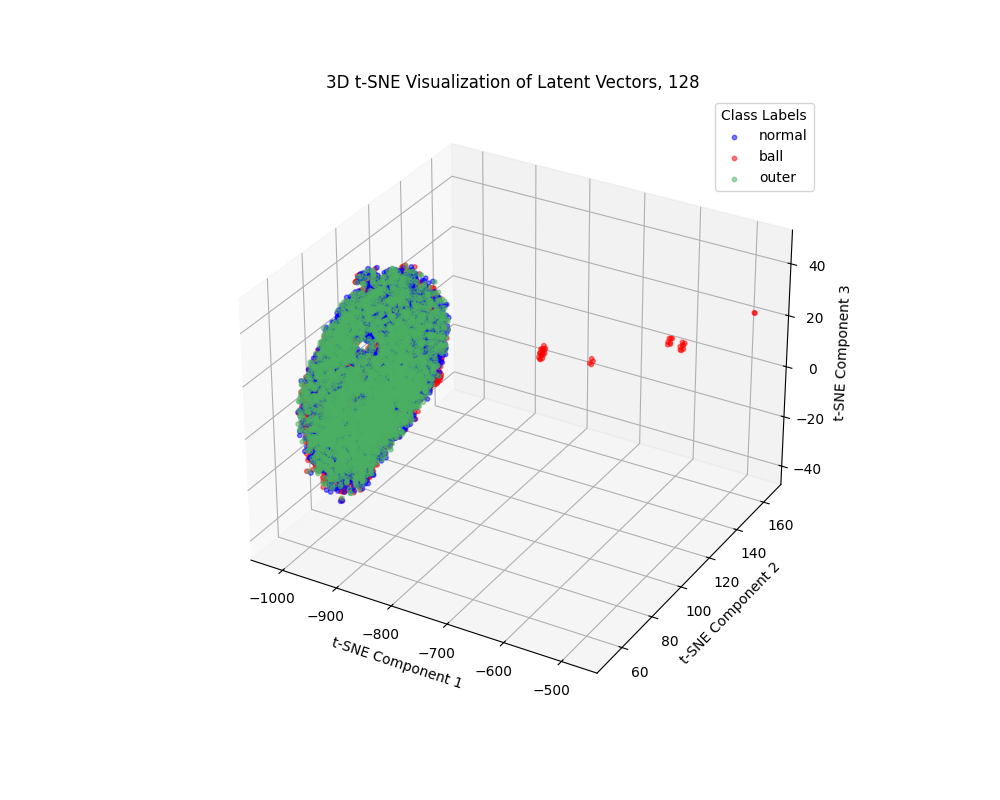 3D t-SNE Visualization of Latent Vectors, 128
Class Labels
normal
ball
outer
40
20
0
−20
−40
t-SNE Component 3
160
140
120
100
80
60
t-SNE Component 2
−1000
−900
−800
−700
−600
−500
t-SNE Component 1